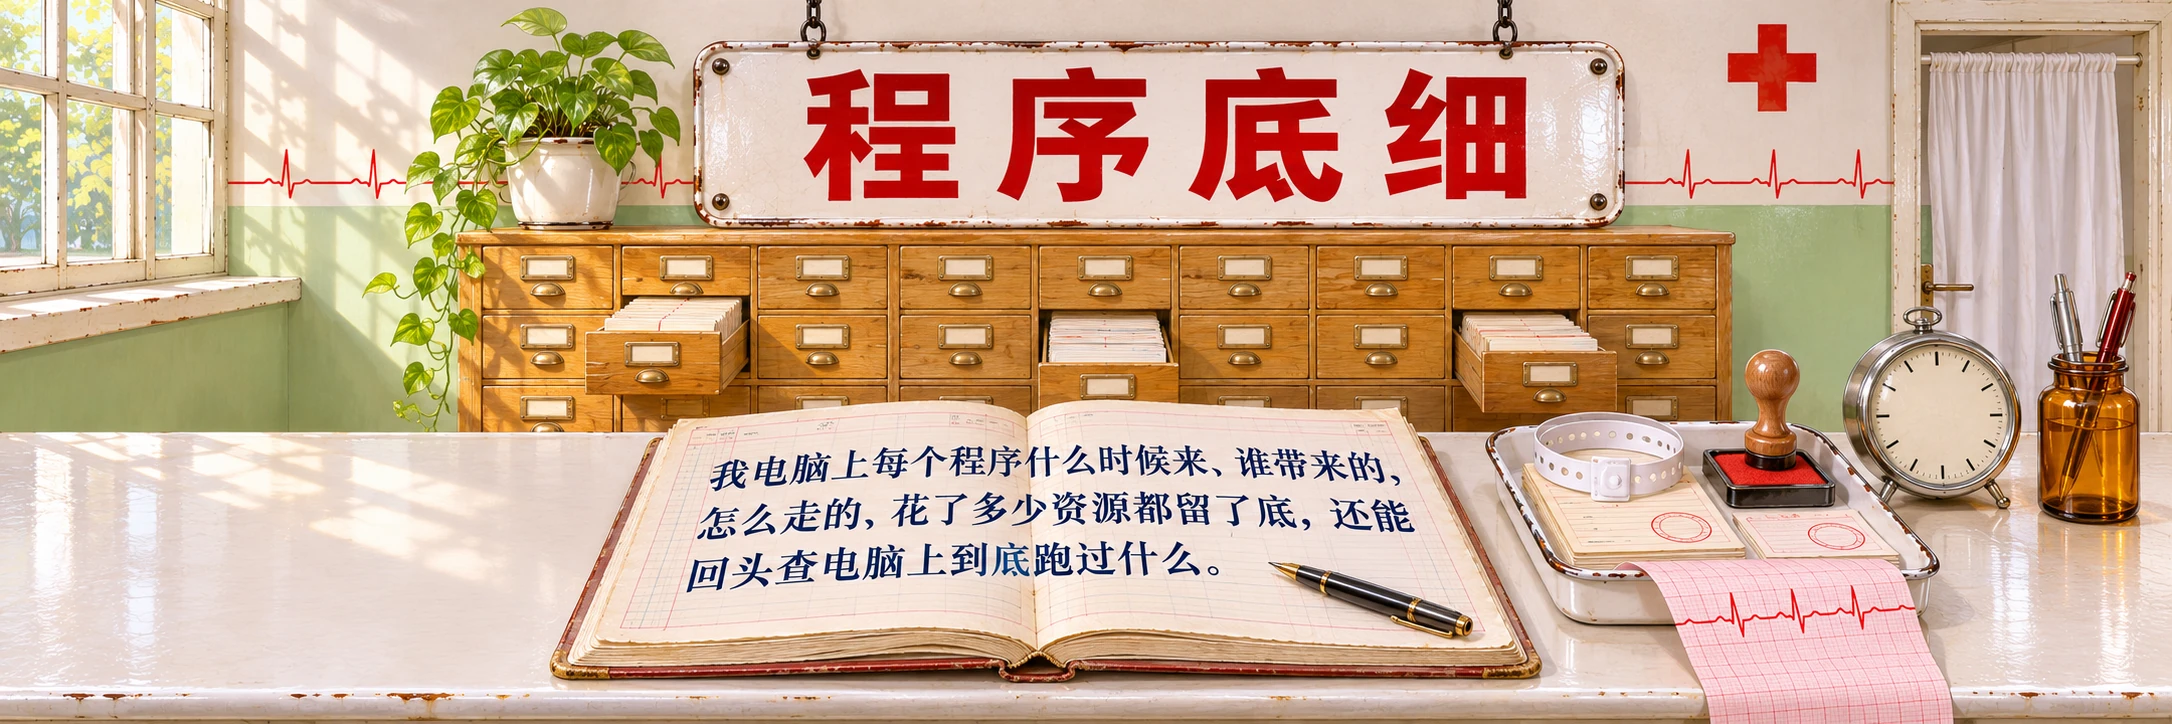 程序底细
我电脑上每个程序什么时候来、谁带来的,
怎么走的, 花了多少资源都留了底, 还能
回头查电脑上到底跑过什么。